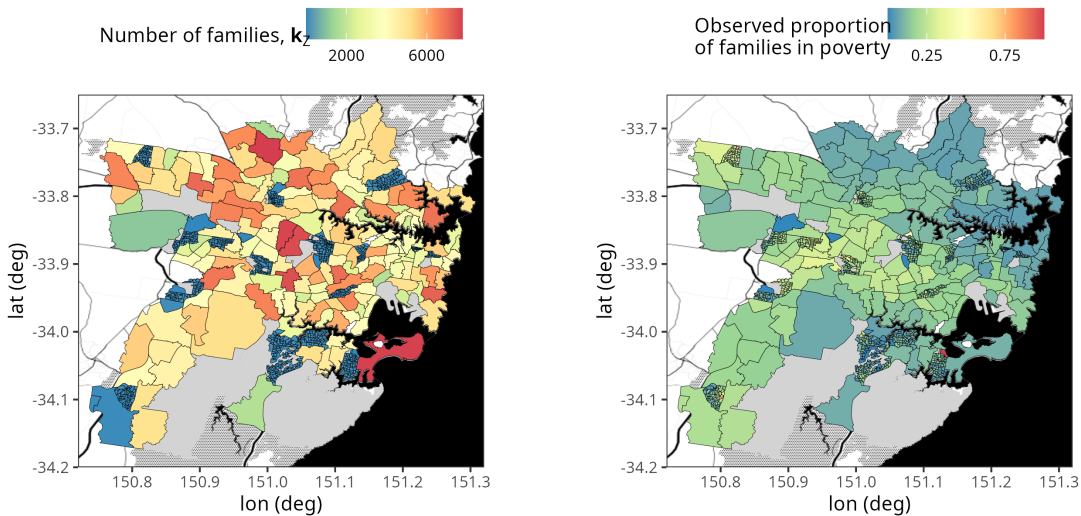 Number of families, kZ
2000 6000
Observed proportion
of families in poverty
0.25 0.75
-33.7
-33.8
-33.9
-34.0
-34.1
-34.2
lat (deg)
150.8 150.9 151.0 151.1 151.2 151.3
lon (deg)
-33.7
-33.8
-33.9
-34.0
-34.1
-34.2
lat (deg)
150.8 150.9 151.0 151.1 151.2 151.3
lon (deg)